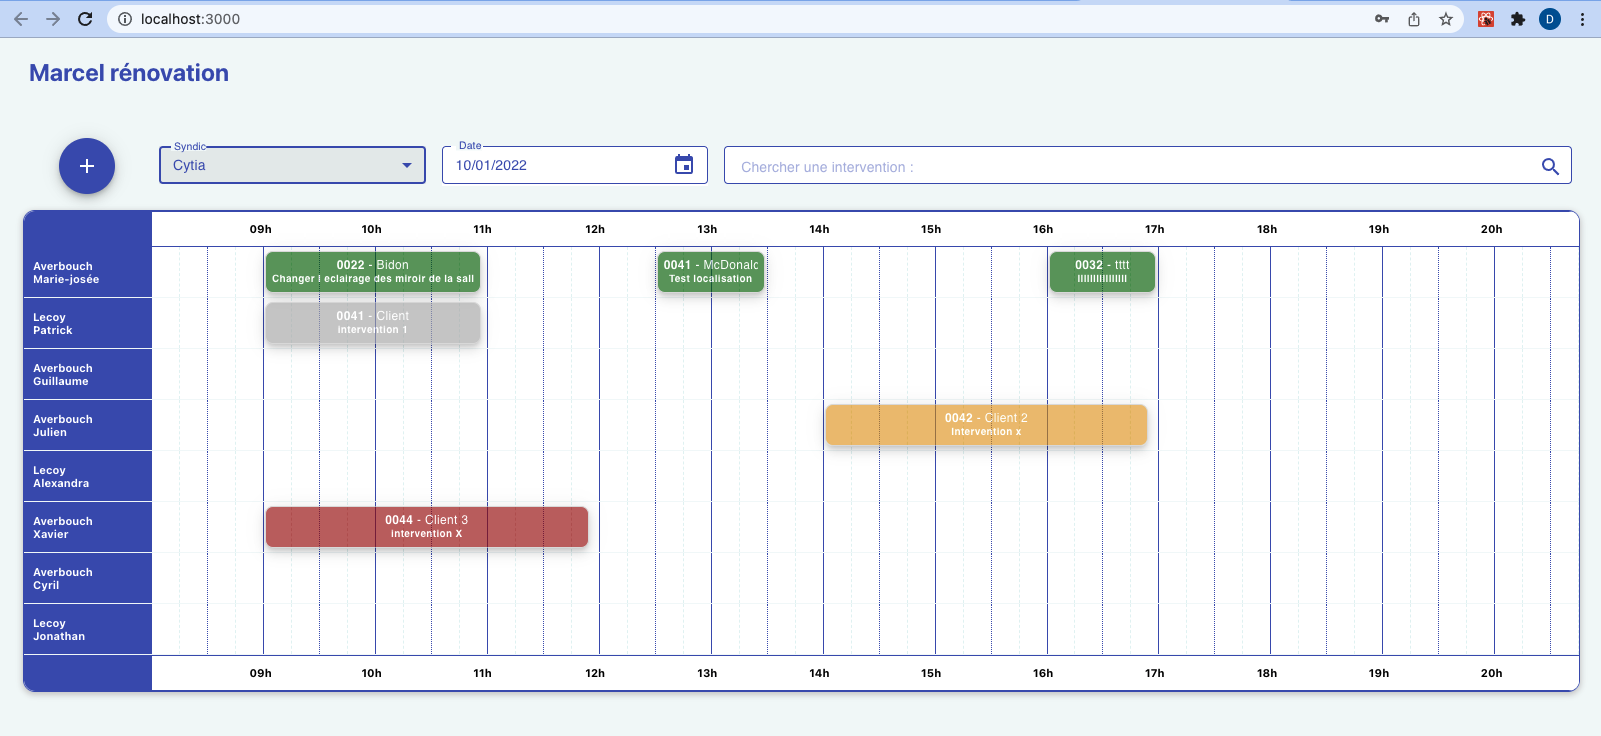 localhost:3000
D
Marcel rénovation
Syndic
Cytia
Date
10/01/2022
Chercher une intervention :
09h 10h 11h 12h 13h 14h 15h 16h 17h 18h 19h 20h
Averbouch
Marie-josée
0022 - Bidon
Changer l eclairage des miroir de la sall
0041 - McDonald
Test localisation
0032 - tttt
Lecoy
Patrick
0041 - Client
intervention 1
Averbouch
Guillaume
Averbouch
Julien
0042 - Client 2
Intervention x
Lecoy
Alexandra
Averbouch
Xavier
0044 - Client 3
intervention X
Averbouch
Cyril
Lecoy
Jonathan
09h 10h 11h 12h 13h 14h 15h 16h 17h 18h 19h 20h